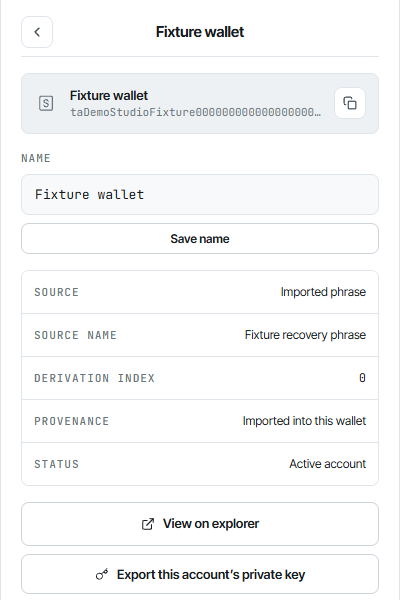 Fixture wallet
S
Fixture wallet
taDemoStudioFixture000000000000000000…
NAME
Fixture wallet
Save name
SOURCE Imported phrase
SOURCE NAME Fixture recovery phrase
DERIVATION INDEX 0
PROVENANCE Imported into this wallet
STATUS Active account
View on explorer
Export this account’s private key